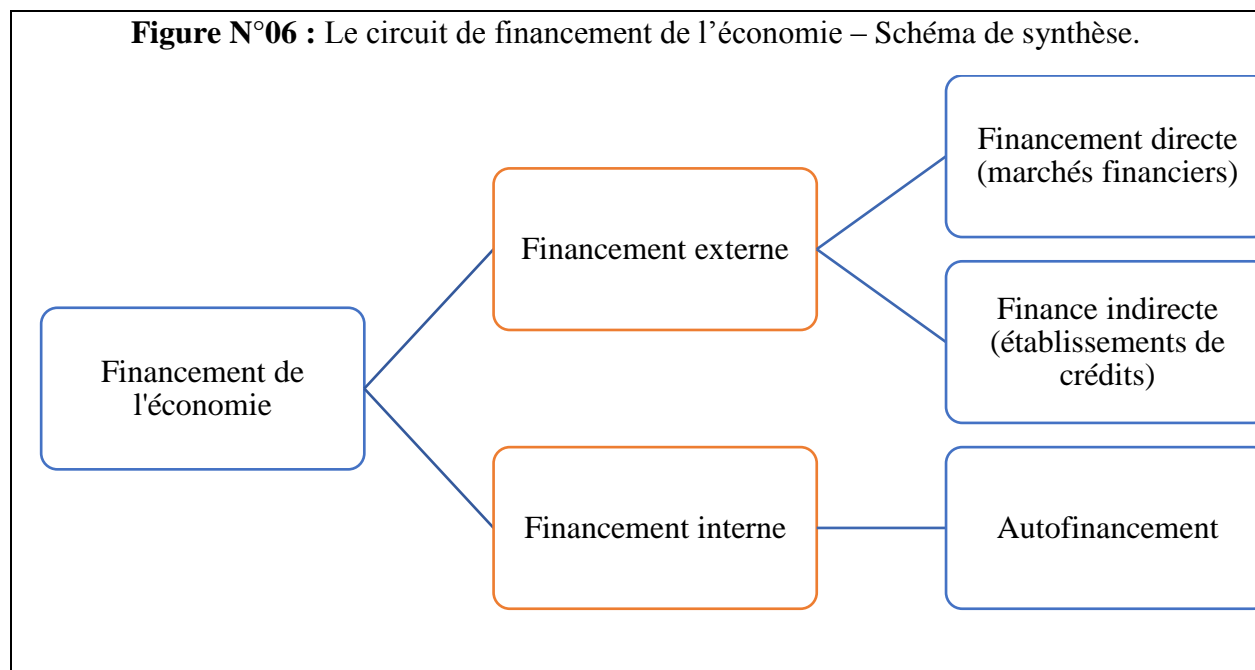 Figure N°06 : Le circuit de financement de l’économie – Schéma de synthèse.
Financement directe
(marchés financiers)
Financement externe
Finance indirecte
(établissements de
crédits)
Financement de
l'économie
Financement interne
Autofinancement